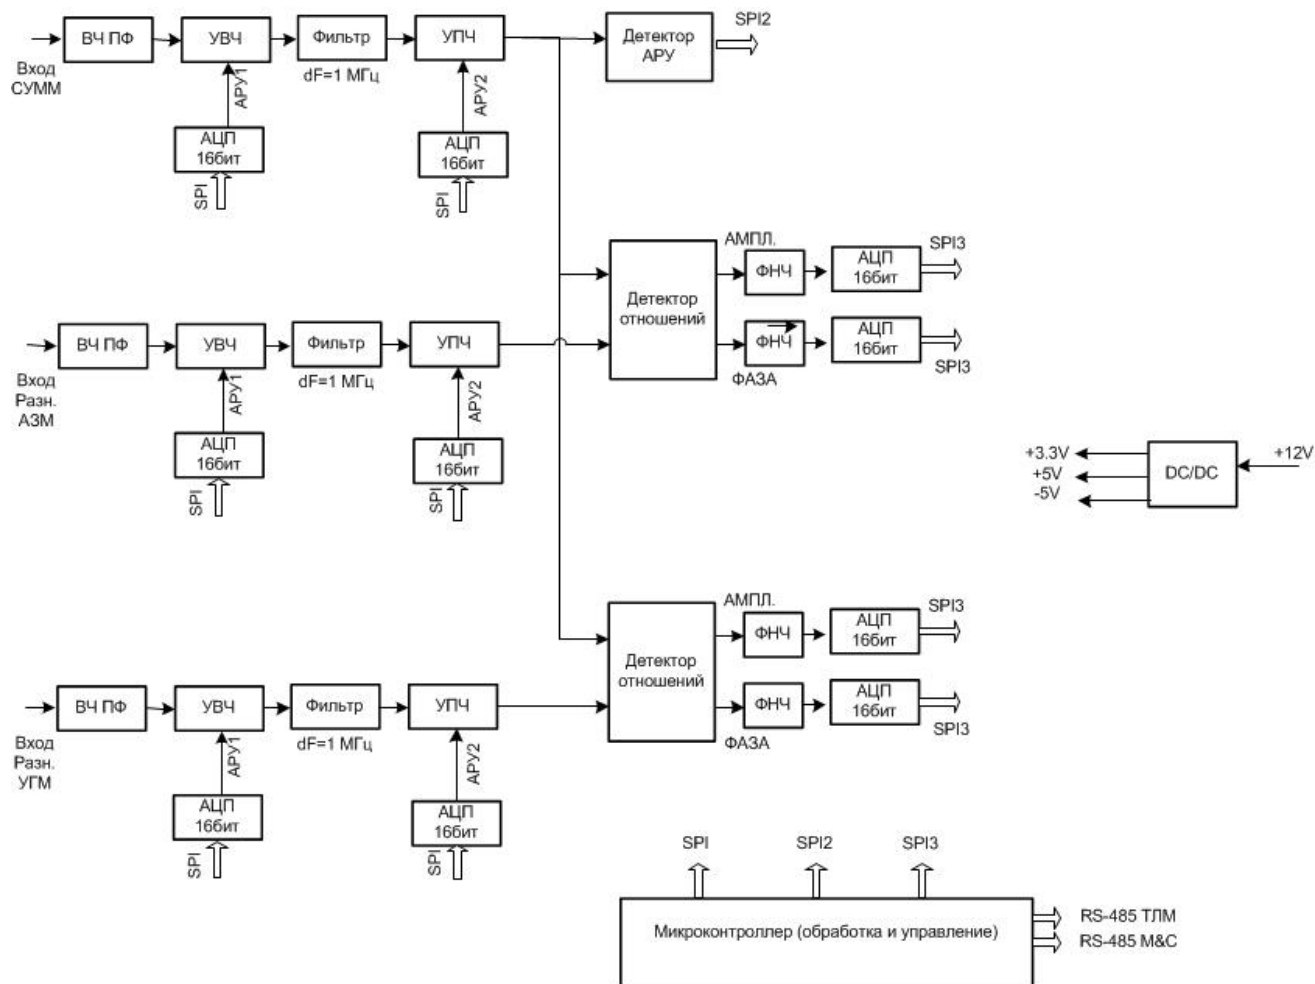 ВЧ ПФ
УВЧ
Фильтр
УПЧ
Детектор
АРУ
SPI2
Вход
СУММ
dF=1 МГц
АРУ1
АРУ2
АЦП
16бит
АЦП
16бит
SPI
SPI
АМПЛ.
SPI3
ФНЧ
АЦП
16бит
Детектор
отношений
ВЧ ПФ
УВЧ
Фильтр
УПЧ
ФНЧ
АЦП
16бит
SPI3
ФАЗА
Вход
Разн.
АЗМ
dF=1 МГц
АРУ1
АРУ2
АЦП
16бит
АЦП
16бит
SPI
SPI
+3.3V
+5V
-5V
DC/DC
+12V
АМПЛ.
SPI3
ФНЧ
АЦП
16бит
Детектор
отношений
ВЧ ПФ
УВЧ
Фильтр
УПЧ
ФНЧ
АЦП
16бит
SPI3
ФАЗА
Вход
Разн.
УГМ
dF=1 МГц
АРУ1
АРУ2
АЦП
16бит
АЦП
16бит
SPI
SPI
SPI
SPI2
SPI3
Микроконтроллер (обработка и управление)
RS-485 ТЛМ
RS-485 M&C